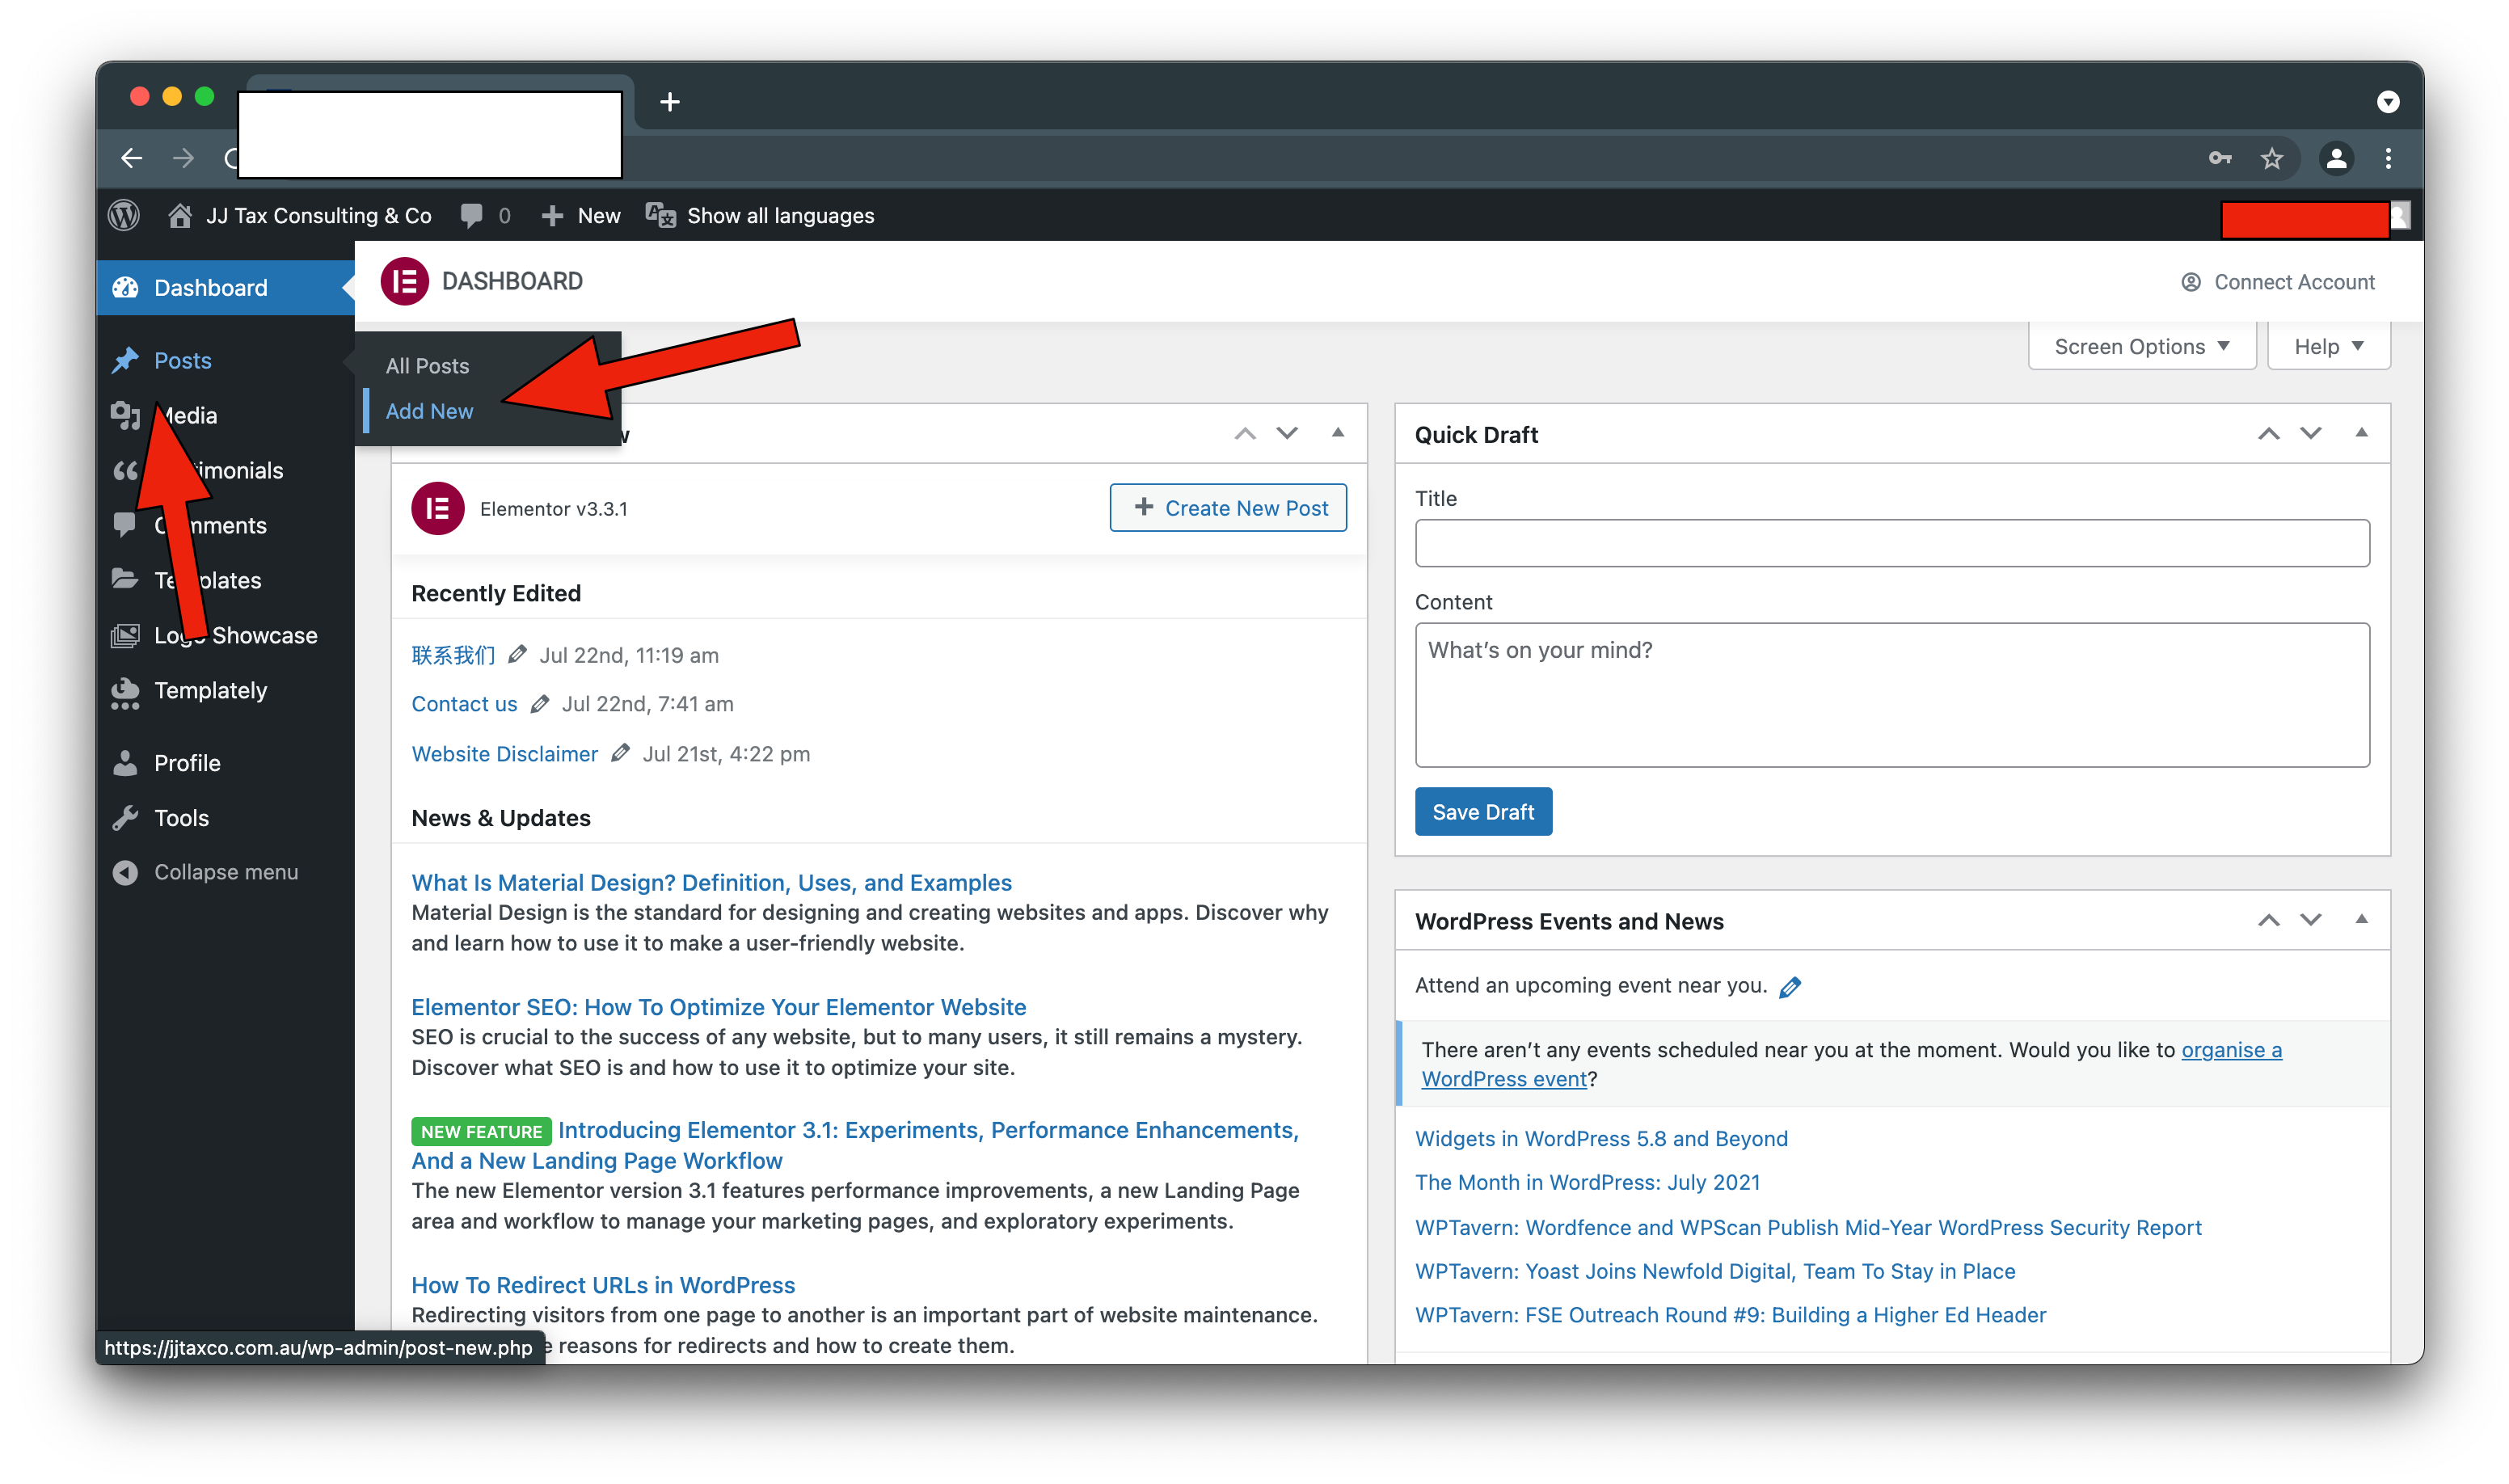 JJ Tax Consulting & Co
0
New
Show all languages
Dashboard
Posts
Media
Comments
Templates
Logo Showcase
Templately
Profile
Tools
Collapse menu
DASHBOARD
Connect Account
All Posts
Add New
Screen Options
Help
Elementor v3.3.1
Create New Post
Recently Edited
联系我们 Jul 22nd, 11:19 am
Contact us Jul 22nd, 7:41 am
Website Disclaimer Jul 21st, 4:22 pm
News & Updates
What Is Material Design? Definition, Uses, and Examples
Material Design is the standard for designing and creating websites and apps. Discover why
and learn how to use it to make a user-friendly website.
Elementor SEO: How To Optimize Your Elementor Website
SEO is crucial to the success of any website, but to many users, it still remains a mystery.
Discover what SEO is and how to use it to optimize your site.
NEW FEATURE Introducing Elementor 3.1: Experiments, Performance Enhancements,
And a New Landing Page Workflow
The new Elementor version 3.1 features performance improvements, a new Landing Page
area and workflow to manage your marketing pages, and exploratory experiments.
How To Redirect URLs in WordPress
Redirecting visitors from one page to another is an important part of website maintenance.
reasons for redirects and how to create them.
Quick Draft
Title
Content
What's on your mind?
Save Draft
WordPress Events and News
Attend an upcoming event near you.
There aren't any events scheduled near you at the moment. Would you like to organise a
WordPress event?
Widgets in WordPress 5.8 and Beyond
The Month in WordPress: July 2021
WPTavern: Wordfence and WPScan Publish Mid-Year WordPress Security Report
WPTavern: Yoast Joins Newfold Digital, Team To Stay in Place
WPTavern: FSE Outreach Round #9: Building a Higher Ed Header
https://jjtaxco.com.au/wp-admin/post-new.php